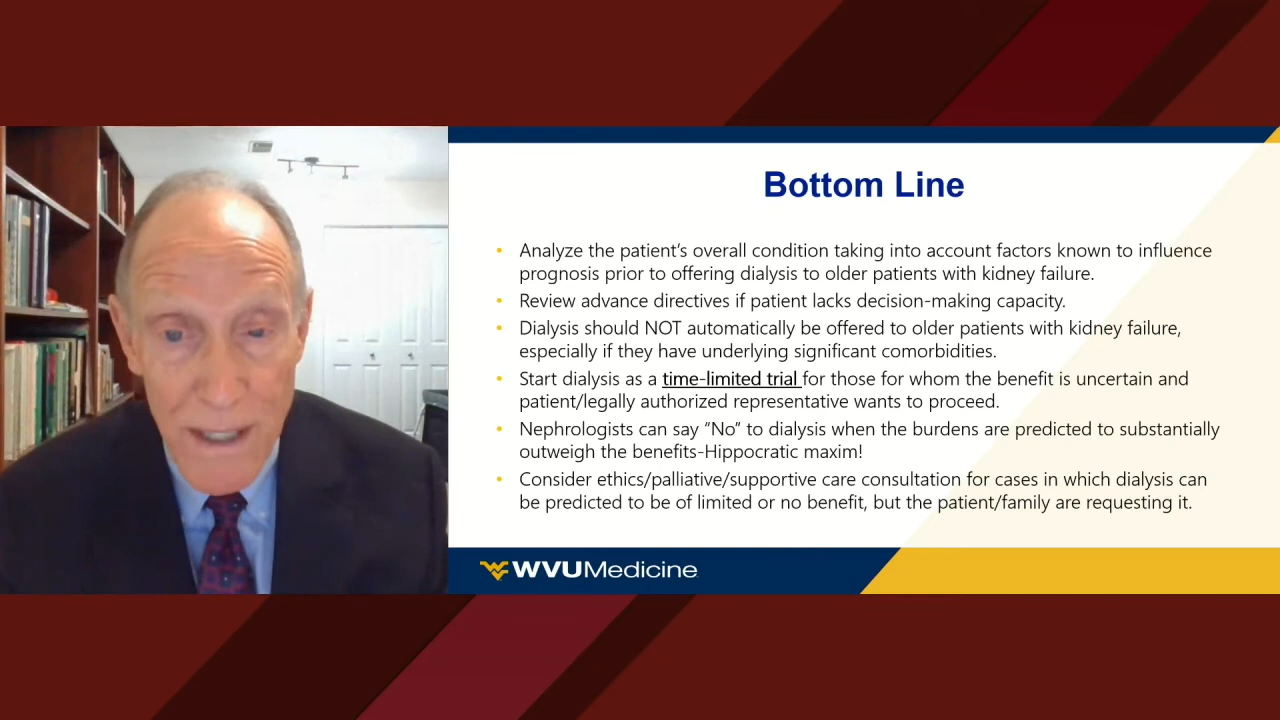 Bottom Line
• Analyze the patient’s overall condition taking into account factors known to influence
prognosis prior to offering dialysis to older patients with kidney failure.
• Review advance directives if patient lacks decision-making capacity.
• Dialysis should NOT automatically be offered to older patients with kidney failure,
especially if they have underlying significant comorbidities.
• Start dialysis as a time-limited trial for those for whom the benefit is uncertain and
patient/legally authorized representative wants to proceed.
• Nephrologists can say “No” to dialysis when the burdens are predicted to substantially
outweigh the benefits-Hippocratic maxim!
• Consider ethics/palliative/supportive care consultation for cases in which dialysis can
be predicted to be of limited or no benefit, but the patient/family are requesting it.
WVUMedicine